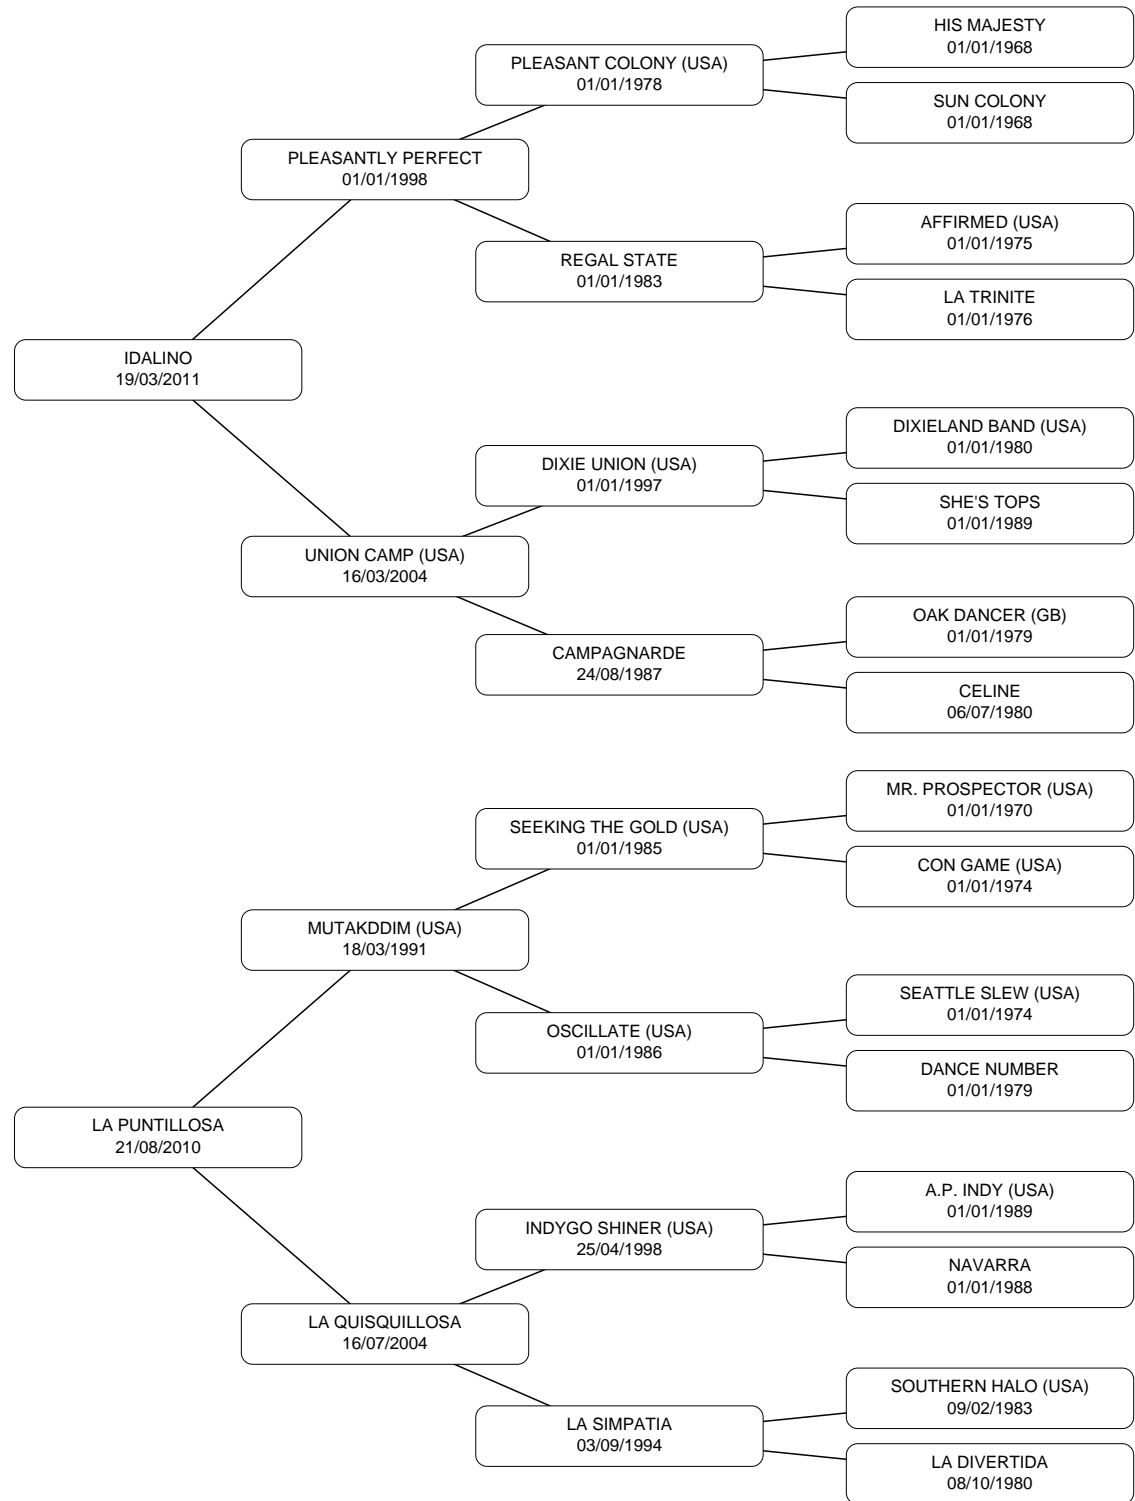 HIS MAJESTY
01/01/1968
PLEASANT COLONY (USA)
01/01/1978
SUN COLONY
01/01/1968
PLEASANTLY PERFECT
01/01/1998
AFFIRMED (USA)
01/01/1975
REGAL STATE
01/01/1983
LA TRINITE
01/01/1976
IDALINO
19/03/2011
DIXIELAND BAND (USA)
01/01/1980
DIXIE UNION (USA)
01/01/1997
SHE'S TOPS
01/01/1989
UNION CAMP (USA)
16/03/2004
OAK DANCER (GB)
01/01/1979
CAMPAGNARDE
24/08/1987
CELINE
06/07/1980
MR. PROSPECTOR (USA)
01/01/1970
SEEKING THE GOLD (USA)
01/01/1985
CON GAME (USA)
01/01/1974
MUTAKDDIM (USA)
18/03/1991
SEATTLE SLEW (USA)
01/01/1974
OSCILLATE (USA)
01/01/1986
DANCE NUMBER
01/01/1979
LA PUNTILLOSA
21/08/2010
A.P. INDY (USA)
01/01/1989
INDYGO SHINER (USA)
25/04/1998
NAVARRA
01/01/1988
LA QUISQUILLOSA
16/07/2004
SOUTHERN HALO (USA)
09/02/1983
LA SIMPATIA
03/09/1994
LA DIVERTIDA
08/10/1980